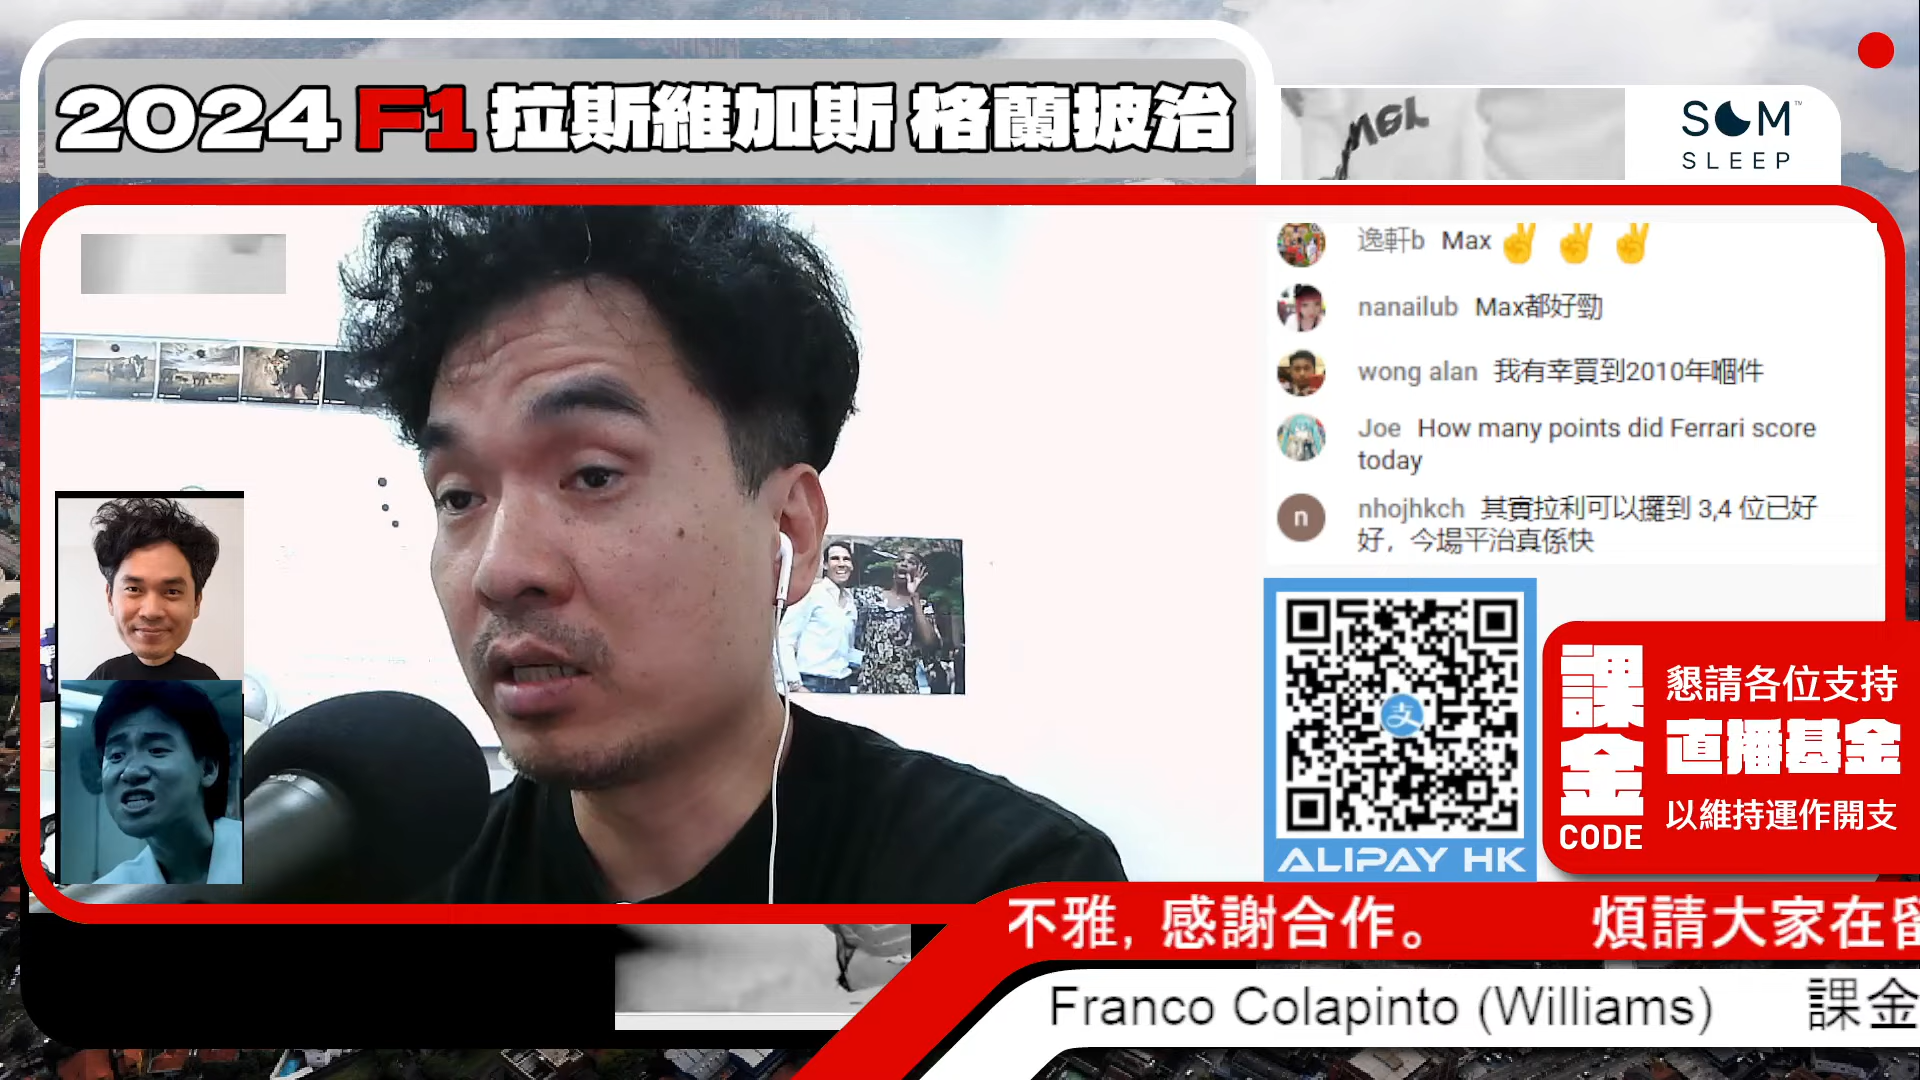 2024 F1 拉斯維加斯 格蘭披治
SOM™
SLEEP
逸軒b Max ✌ ✌ ✌
nanailub Max都好勁
wong alan 我有幸買到2010年嗰件
Joe How many points did Ferrari score
today
n nhojhkch 其實拉利可以攞到 3,4 位已好
好，今場平治真係快
支
ALIPAY HK
課金
CODE
懇請各位支持
直播基金
以維持運作開支
不雅, 感謝合作。 煩請大家在留
Franco Colapinto (Williams) 課金